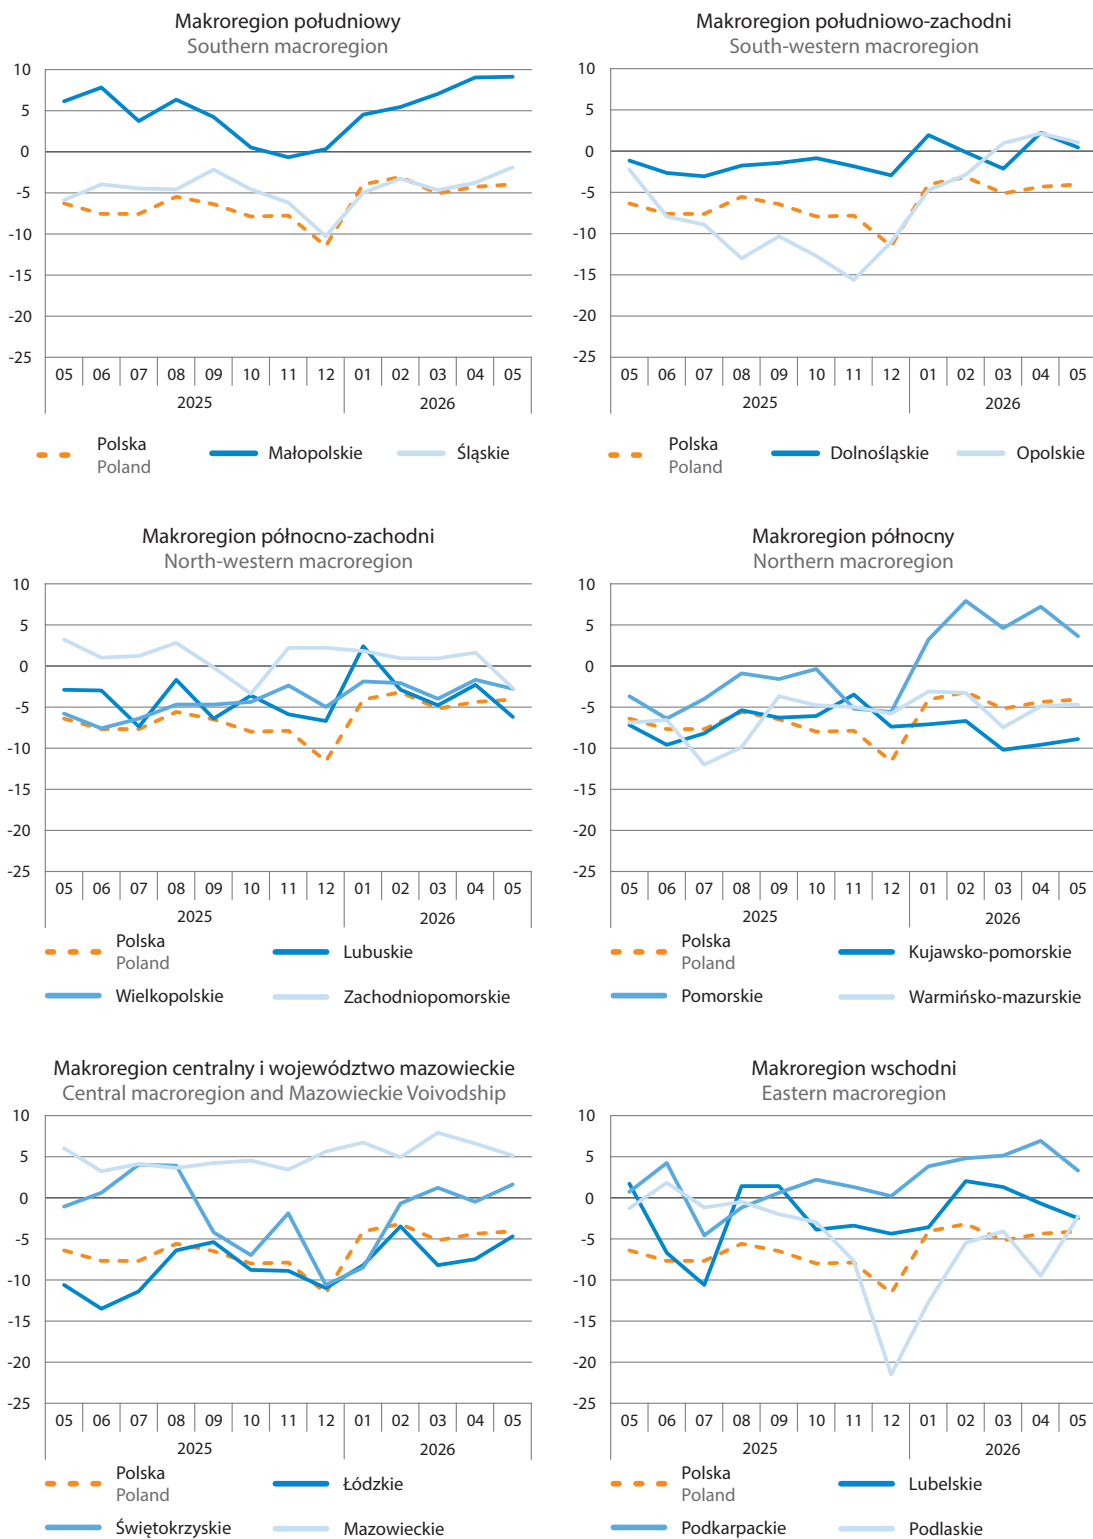 Makroregion południowy
Southern macroregion
10
5
0
-5
-10
-15
-20
-25
05 06 07 08 09 10 11 12 01 02 03 04 05
2025 2026
Polska
Poland
Małopolskie
Śląskie
Makroregion południowo-zachodni
South-western macroregion
10
5
0
-5
-10
-15
-20
-25
05 06 07 08 09 10 11 12 01 02 03 04 05
2025 2026
Polska
Poland
Dolnośląskie
Opolskie
Makroregion północno-zachodni
North-western macroregion
10
5
0
-5
-10
-15
-20
-25
05 06 07 08 09 10 11 12 01 02 03 04 05
2025 2026
Polska
Poland
Lubuskie
Wielkopolskie
Zachodniopomorskie
Makroregion północny
Northern macroregion
10
5
0
-5
-10
-15
-20
-25
05 06 07 08 09 10 11 12 01 02 03 04 05
2025 2026
Polska
Poland
Kujawsko-pomorskie
Pomorskie
Warmińsko-mazurskie
Makroregion centralny i województwo mazowieckie
Central macroregion and Mazowieckie Voivodship
10
5
0
-5
-10
-15
-20
-25
05 06 07 08 09 10 11 12 01 02 03 04 05
2025 2026
Polska
Poland
Łódzkie
Świętokrzyskie
Mazowieckie
Makroregion wschodni
Eastern macroregion
10
5
0
-5
-10
-15
-20
-25
05 06 07 08 09 10 11 12 01 02 03 04 05
2025 2026
Polska
Poland
Lubelskie
Podkarpackie
Podlaskie